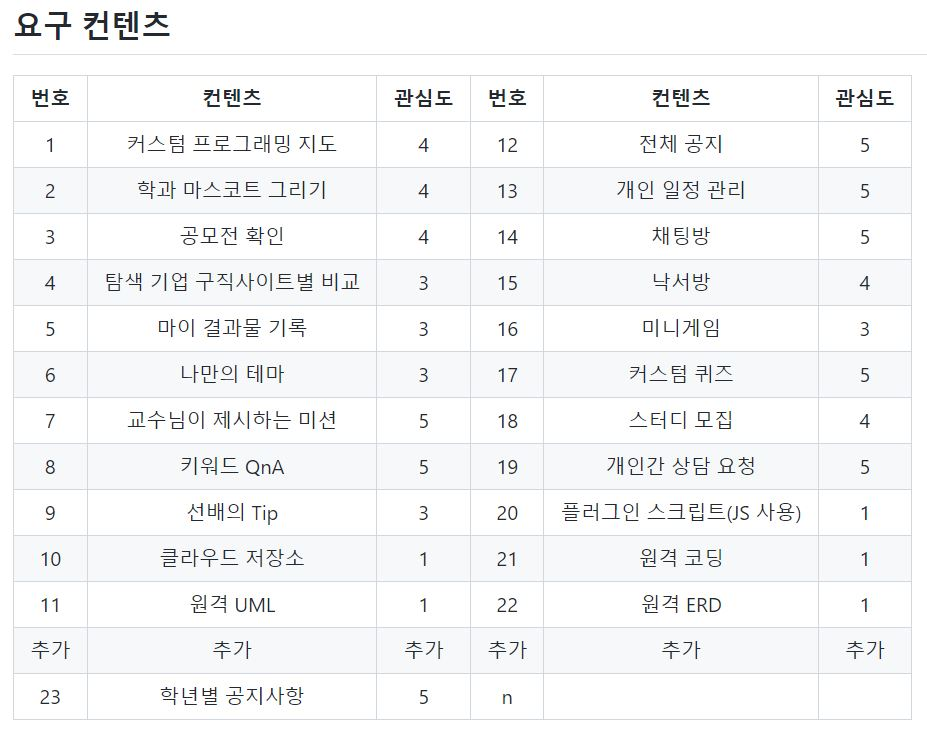 요구 컨텐츠
번호 컨텐츠 관심도 번호 컨텐츠 관심도
1 커스텀 프로그래밍 지도 4 12 전체 공지 5
2 학과 마스코트 그리기 4 13 개인 일정 관리 5
3 공모전 확인 4 14 채팅방 5
4 탐색 기업 구직사이트별 비교 3 15 낙서방 4
5 마이 결과물 기록 3 16 미니게임 3
6 나만의 테마 3 17 커스텀 퀴즈 5
7 교수님이 제시하는 미션 5 18 스터디 모집 4
8 키워드 QnA 5 19 개인간 상담 요청 5
9 선배의 Tip 3 20 플러그인 스크립트(JS 사용) 1
10 클라우드 저장소 1 21 원격 코딩 1
11 원격 UML 1 22 원격 ERD 1
추가 추가 추가 추가 추가 추가
23 학년별 공지사항 5 n